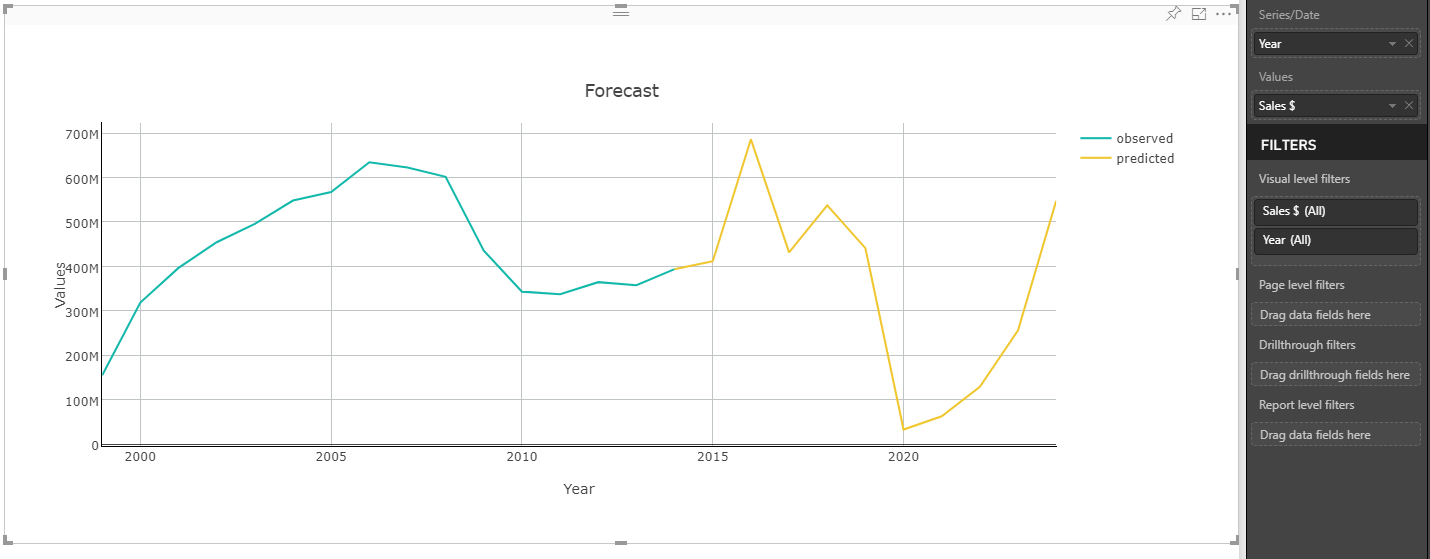 Forecast
700M
600M
500M
400M
300M
200M
100M
0
Values
2000 2005 2010 2015 2020
Year
observed
predicted
Series/Date
Year
Values
Sales $
FILTERS
Visual level filters
Sales $ (All)
Year (All)
Page level filters
Drag data fields here
Drillthrough filters
Drag drillthrough fields here
Report level filters
Drag data fields here